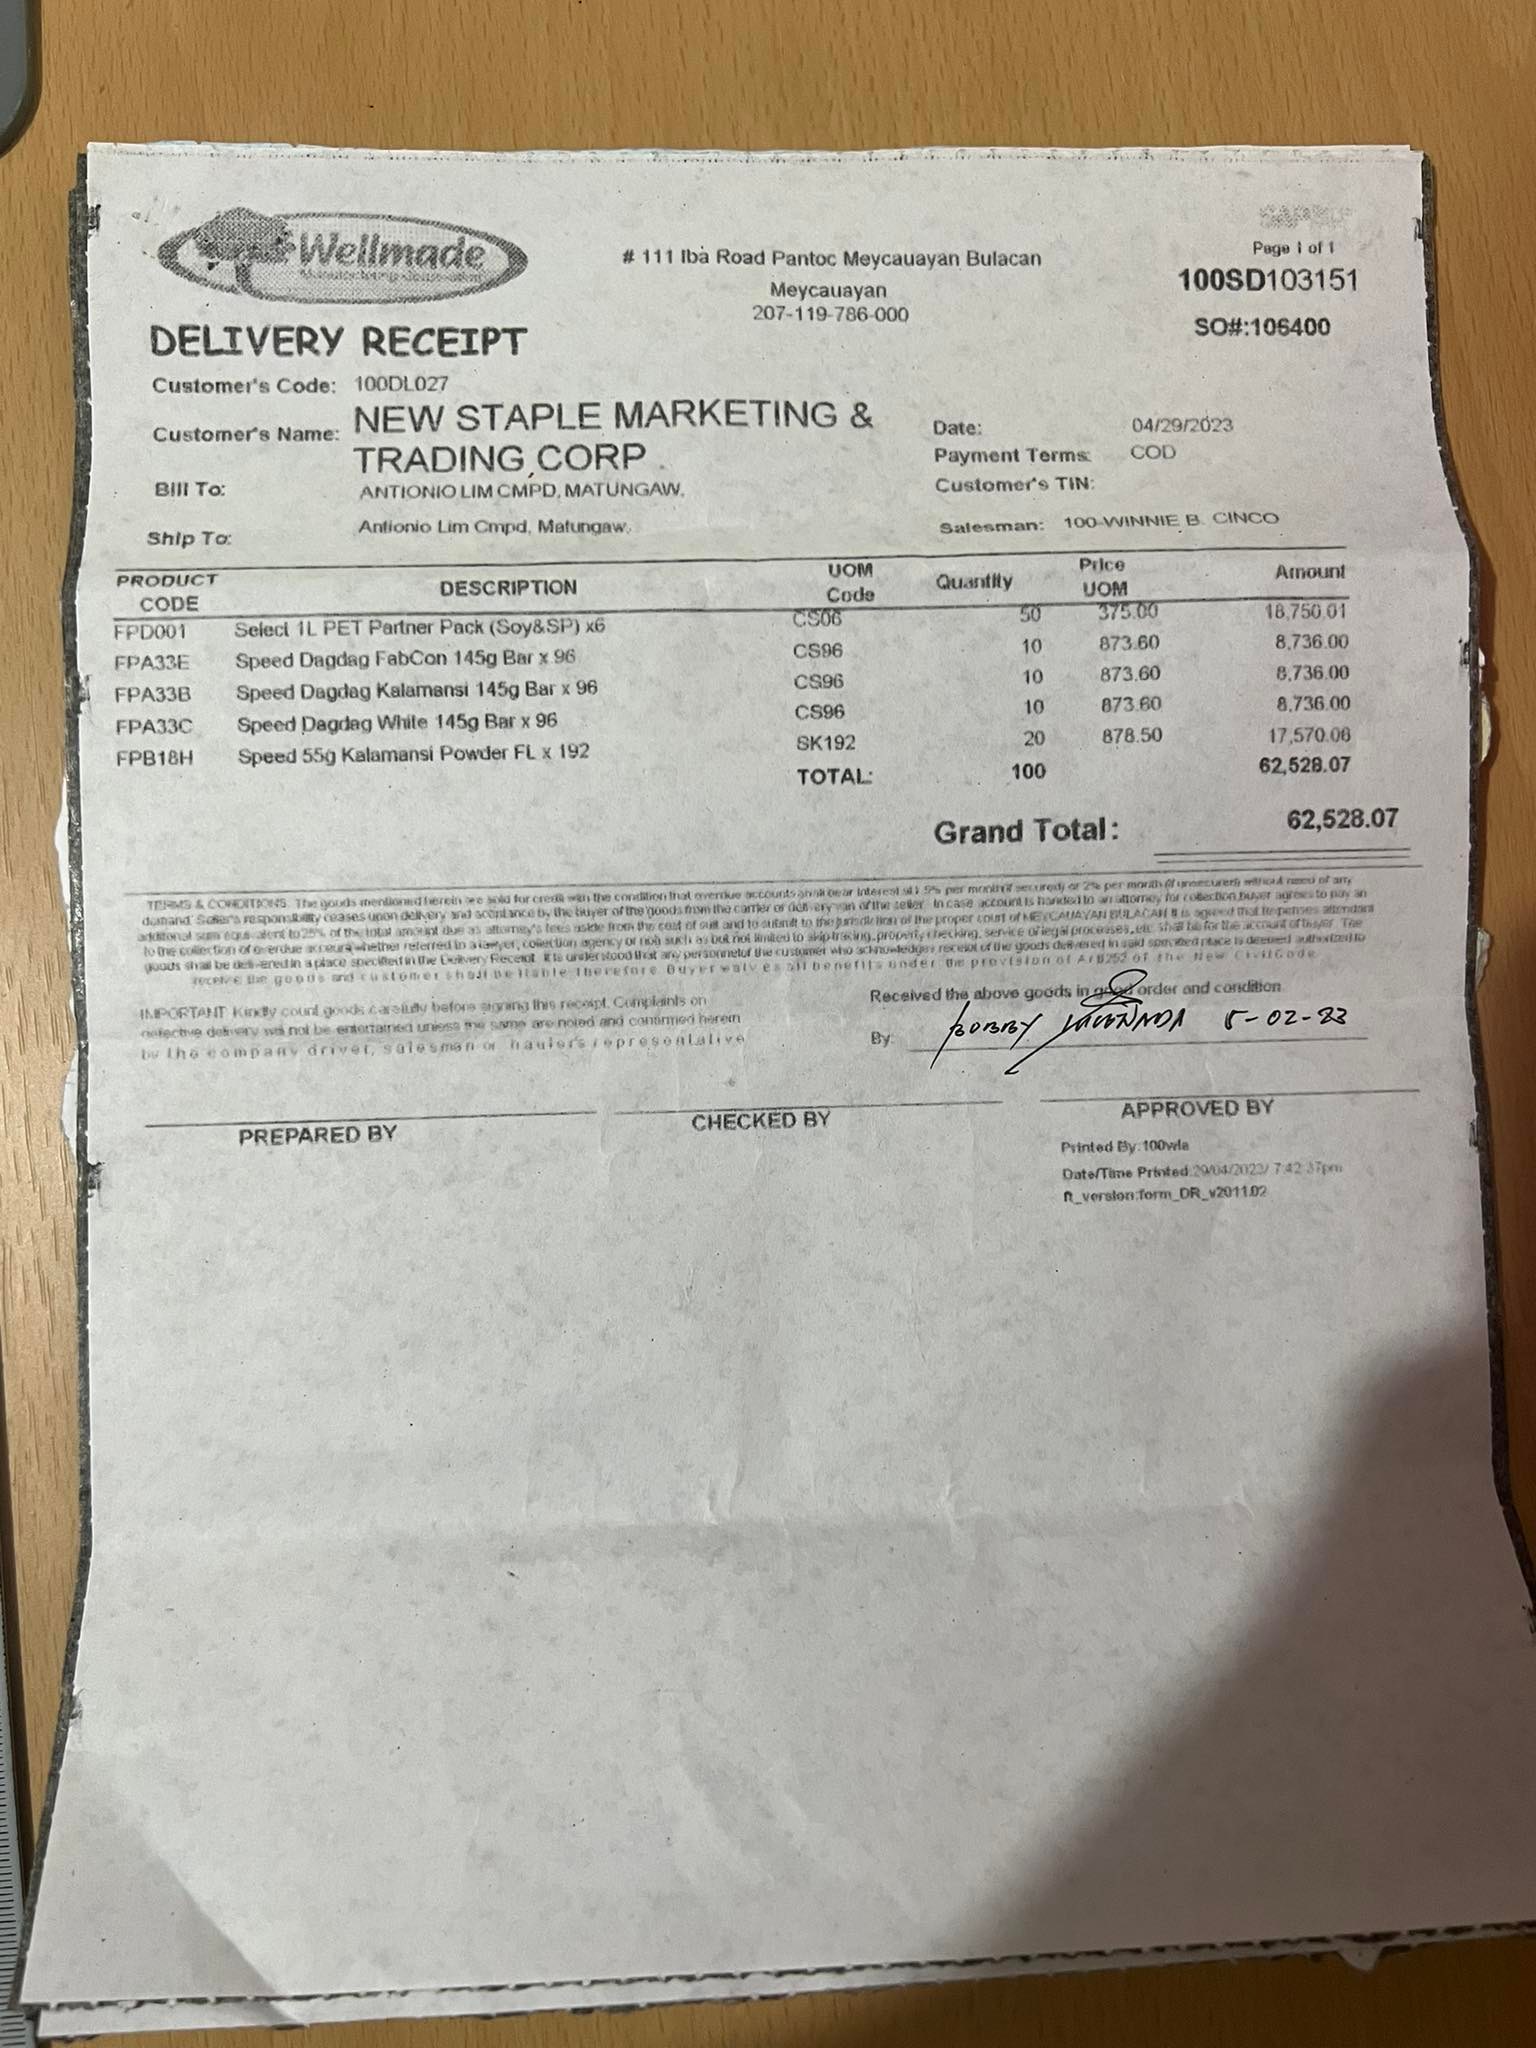 Wellmade
# 111 Iba Road Pantoc Meycauayan Bulacan
Meycauayan
207-119-786-000
Page 1 of 1
100SD103151
SO#:106400
DELIVERY RECEIPT
Customer's Code: 100DL027
Customer's Name: NEW STAPLE MARKETING &
TRADING CORP
Date: 04/29/2023
Payment Terms: COD
Bill To: ANTIONIO LIM CMPD, MATUNGAW,
Customer's TIN:
Ship To: Antionio Lim Cmpd, Matungaw,
Salesman: 100-WINNIE B. CINCO
PRODUCT CODE DESCRIPTION UOM Code Quantity Price UOM Amount
FPD001 Select 1L PET Partner Pack (Soy&SP) x6 CS06 50 375.00 18,750.01
FPA33E Speed Dagdag FabCon 145g Bar x 96 CS96 10 873.60 8,736.00
FPA33B Speed Dagdag Kalamansi 145g Bar x 96 CS96 10 873.60 8,736.00
FPA33C Speed Dagdag White 145g Bar x 96 CS96 10 873.60 8,736.00
FPB18H Speed 55g Kalamansi Powder FL x 192 SK192 20 878.50 17,570.06
TOTAL: 100 62,528.07
Grand Total: 62,528.07
TERMS & CONDITIONS. The goods mentioned herein are sold for credit with the condition that overdue accounts shall bear interest at 1.5% per month(if secured) or 2% per month (if unsecured) without need of any
demand. Seller's responsibility ceases upon delivery and acceptance by the buyer of the goods from the carrier or delivery van of the seller. In case account is handed to an attorney for collection,buyer agrees to pay an
additional sum equivalent to 25% of the total amount due as attorney's fees aside from the cost of suit and to submit to the jurisdiction of the proper court of MEYCAUAYAN BULACAN It is agreed that expenses attendant
to the collection of overdue account,whether referred to a lawyer, collection agency or not such as but not limited to skip-tracing, property checking, service of legal processes, etc. shall be for the account of buyer. The
goods shall be delivered in a place specified in the Delivery Receipt. It is understood that any personnel of the customer who acknowledges receipt of the goods delivered in said specified place is deemed authorized to
receive the goods and customer shall be liable therefore. Buyer waives all benefits under the provision of Art1252 of the New Civil Code
IMPORTANT: Kindly count goods carefully before signing this receipt. Complaints on
defective delivery will not be entertained unless the same are noted and confirmed herein
by the company driver, salesman or hauler's representative
Received the above goods in good order and condition
By: BOBBY 5-02-23
PREPARED BY
CHECKED BY
APPROVED BY
Printed By:100wla
Date/Time Printed:29/04/2023/ 7:42:37pm
ft_version:form_DR_v2011.02